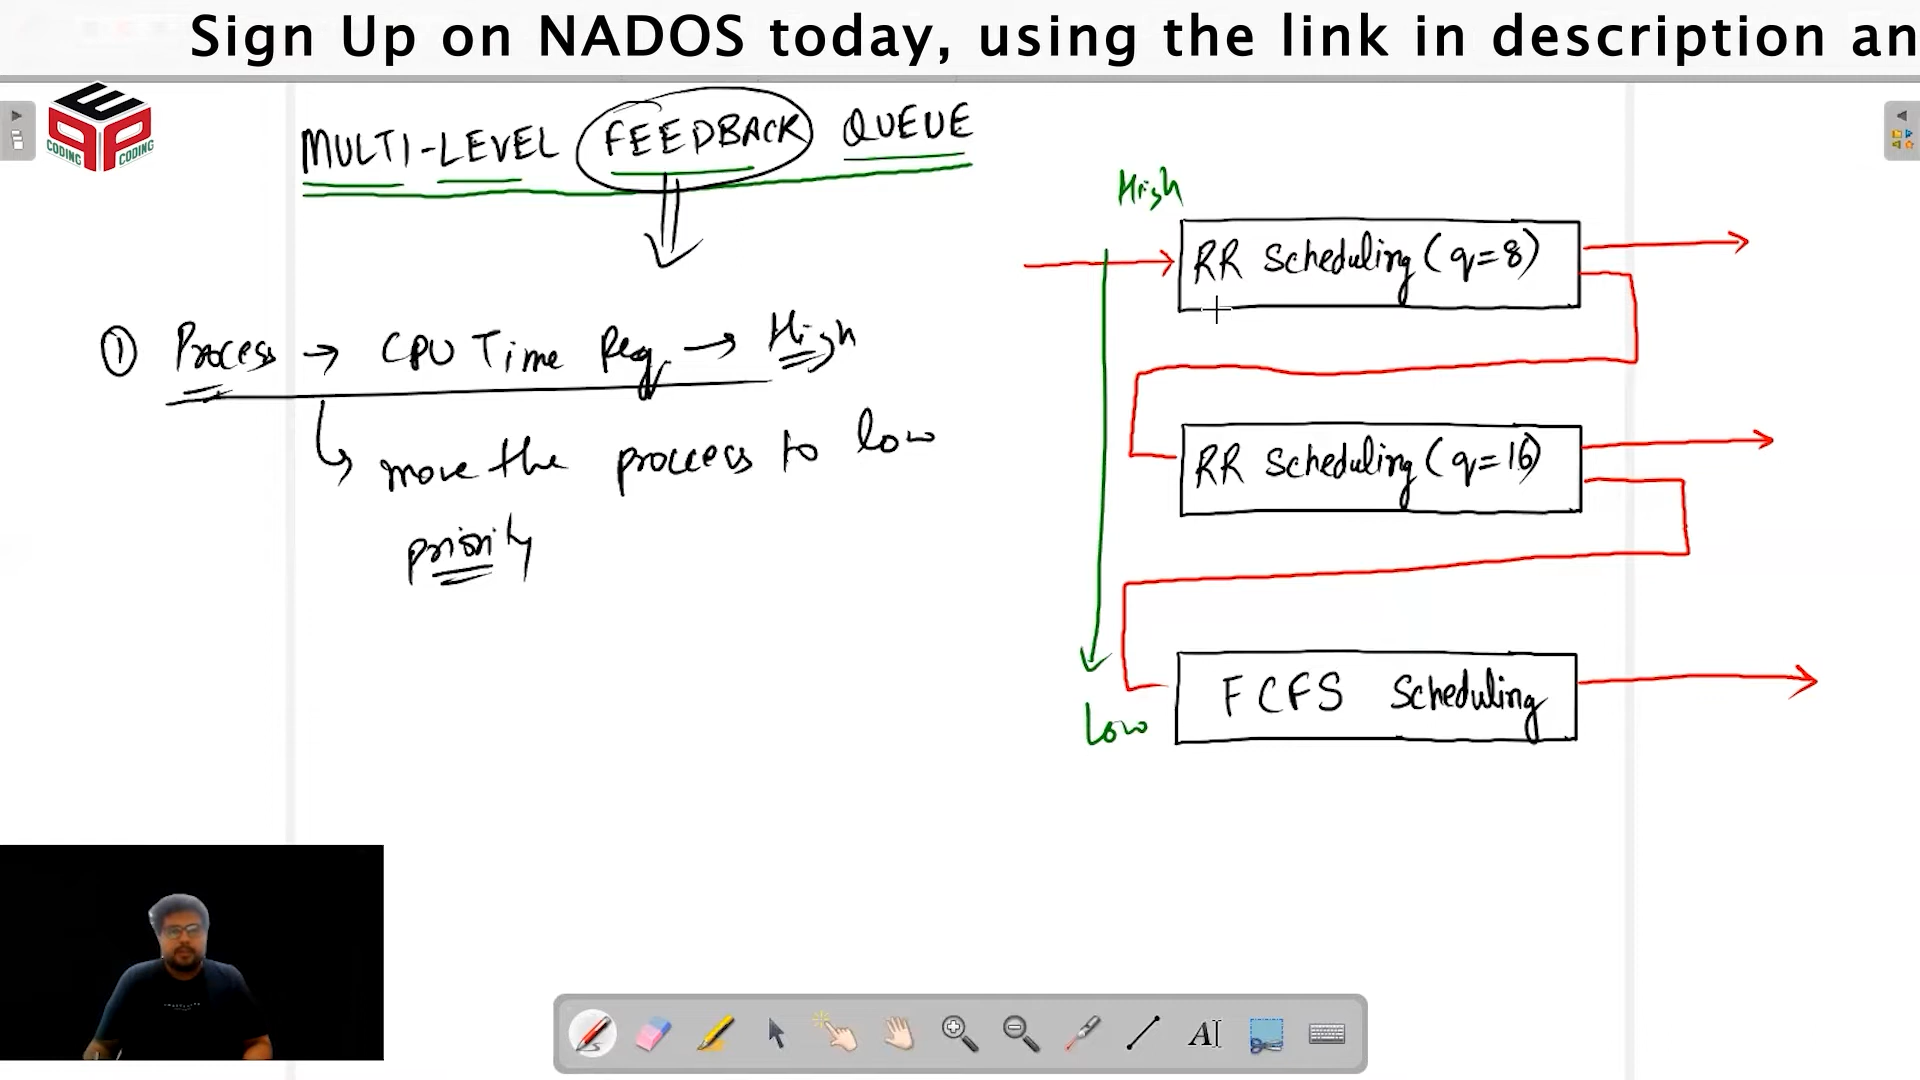 Sign Up on NADOS today, using the link in description an
PEP
CODING CODING
MULTI-LEVEL FEEDBACK QUEUE
① Process → CPU Time Req → High
move the process to low
priority
High
RR Scheduling (q=8)
RR Scheduling (q=16)
FCFS Scheduling
Low
AI